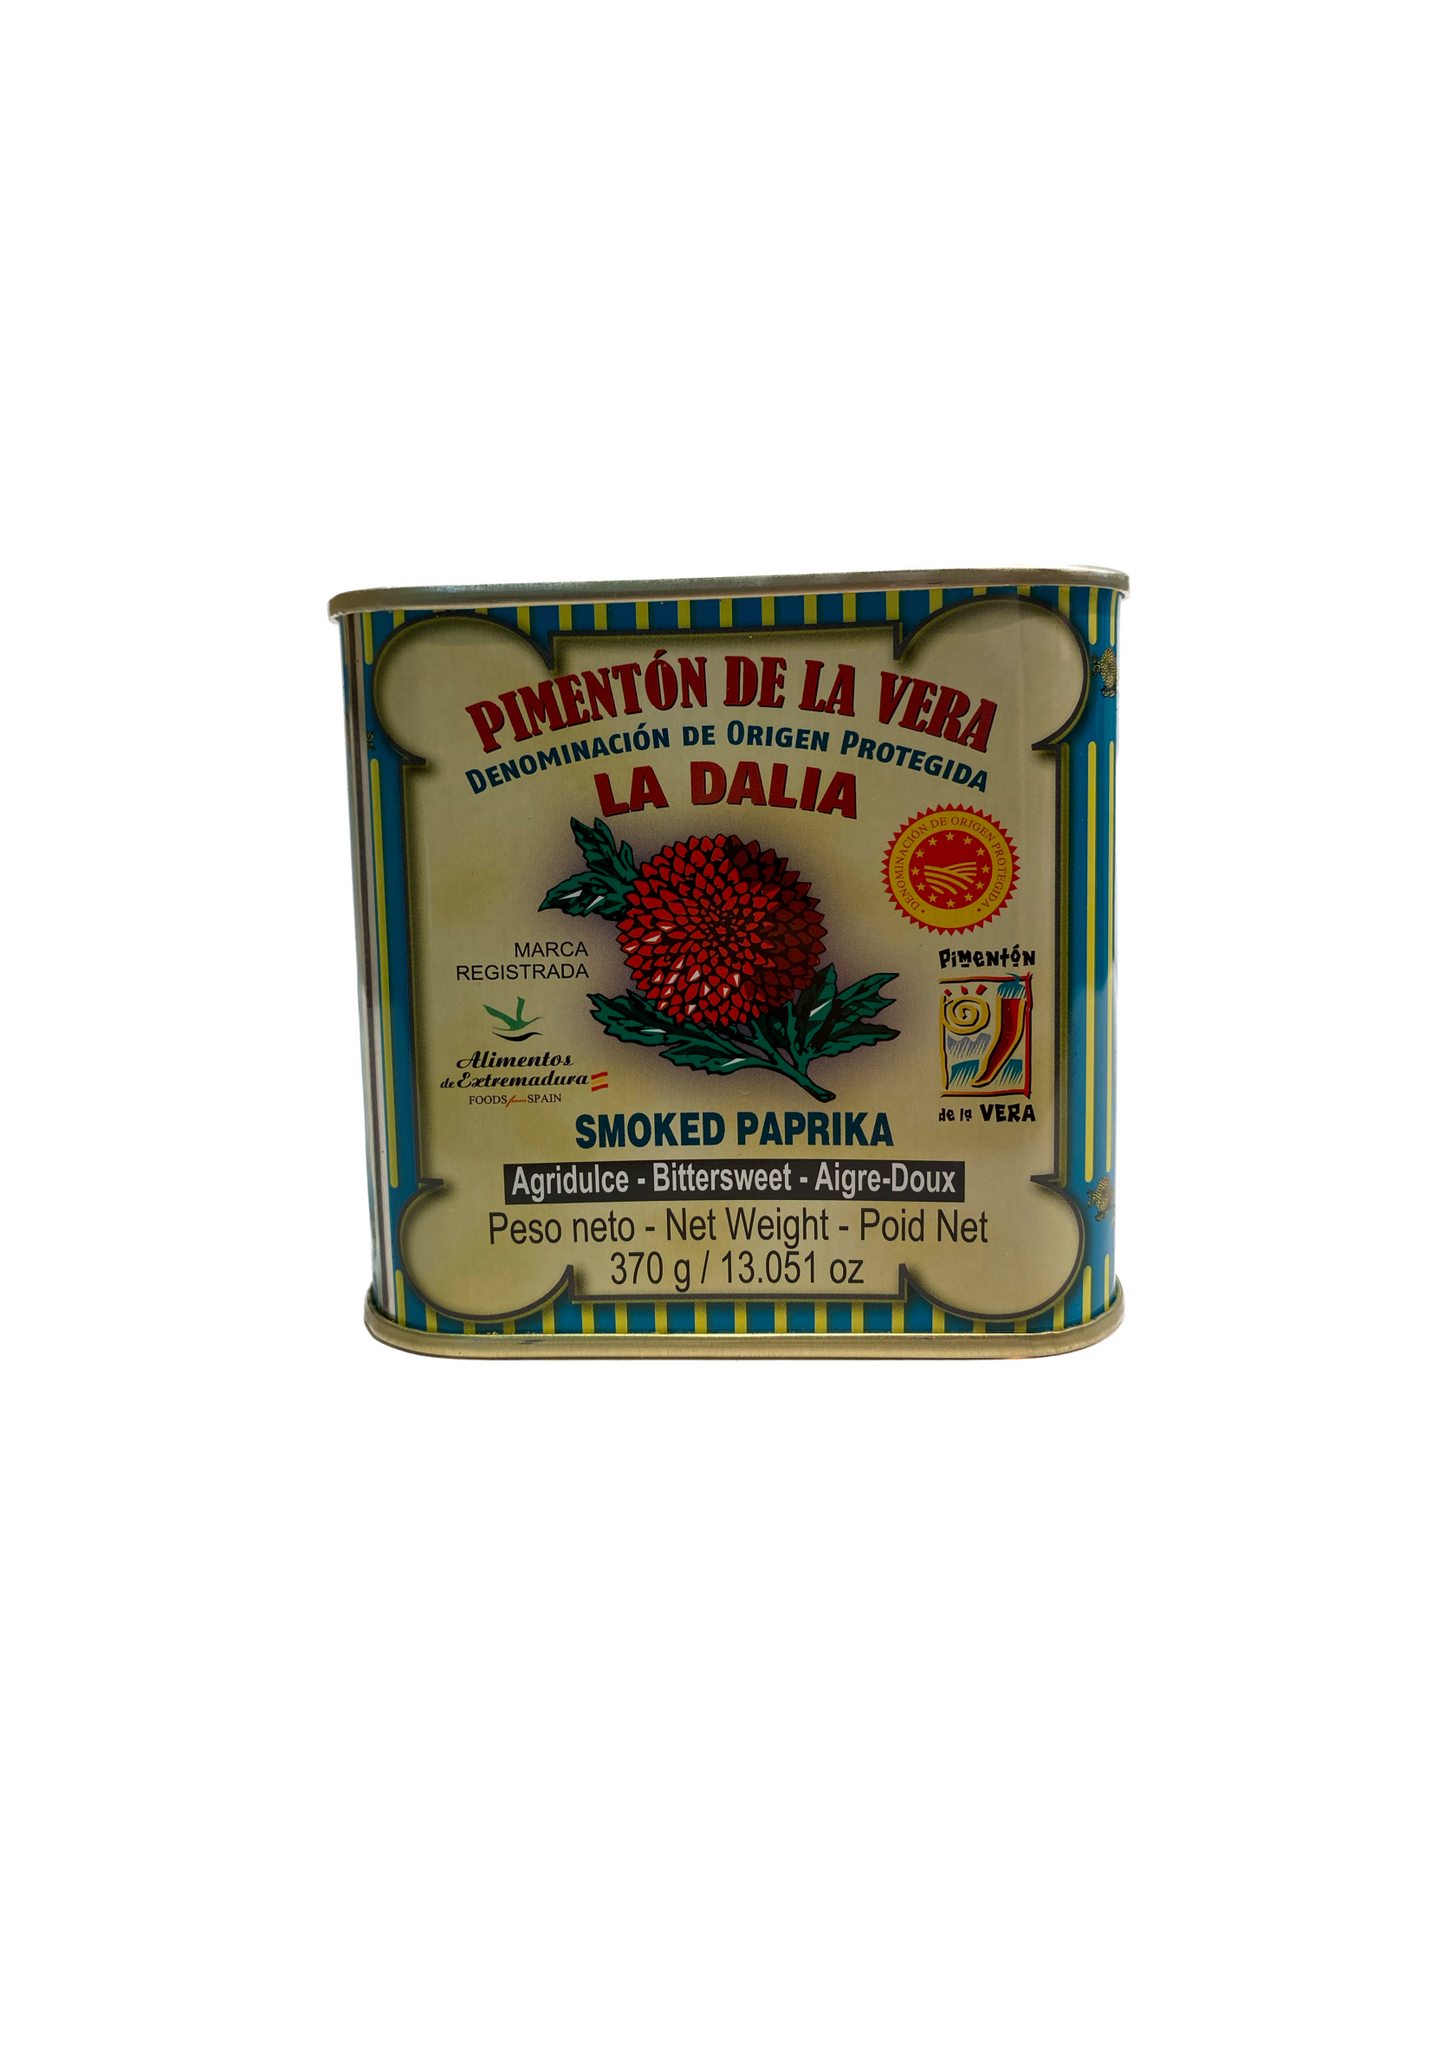 PIMENTÓN DE LA VERA
DENOMINACIÓN DE ORIGEN PROTEGIDA
LA DALIA
DENOMINACIÓN DE ORIGEN PROTEGIDA
MARCA
REGISTRADA
Alimentos
de Extremadura
FOODS from SPAIN
Pimentón
de la VERA
SMOKED PAPRIKA
Agridulce - Bittersweet - Aigre-Doux
Peso neto - Net Weight - Poid Net
370 g / 13.051 oz